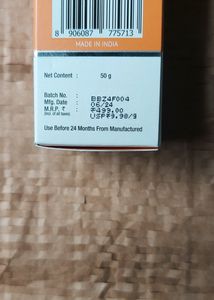 8 906087 775713
MADE IN INDIA
Net Content : 50 g
Batch No. : BBZ4F004
Mfg. Date : 06/24
M.R.P. ₹ : ₹499.00
(Incl. of all taxes) USP₹9.98/g
Use Before 24 Months From Manufactured